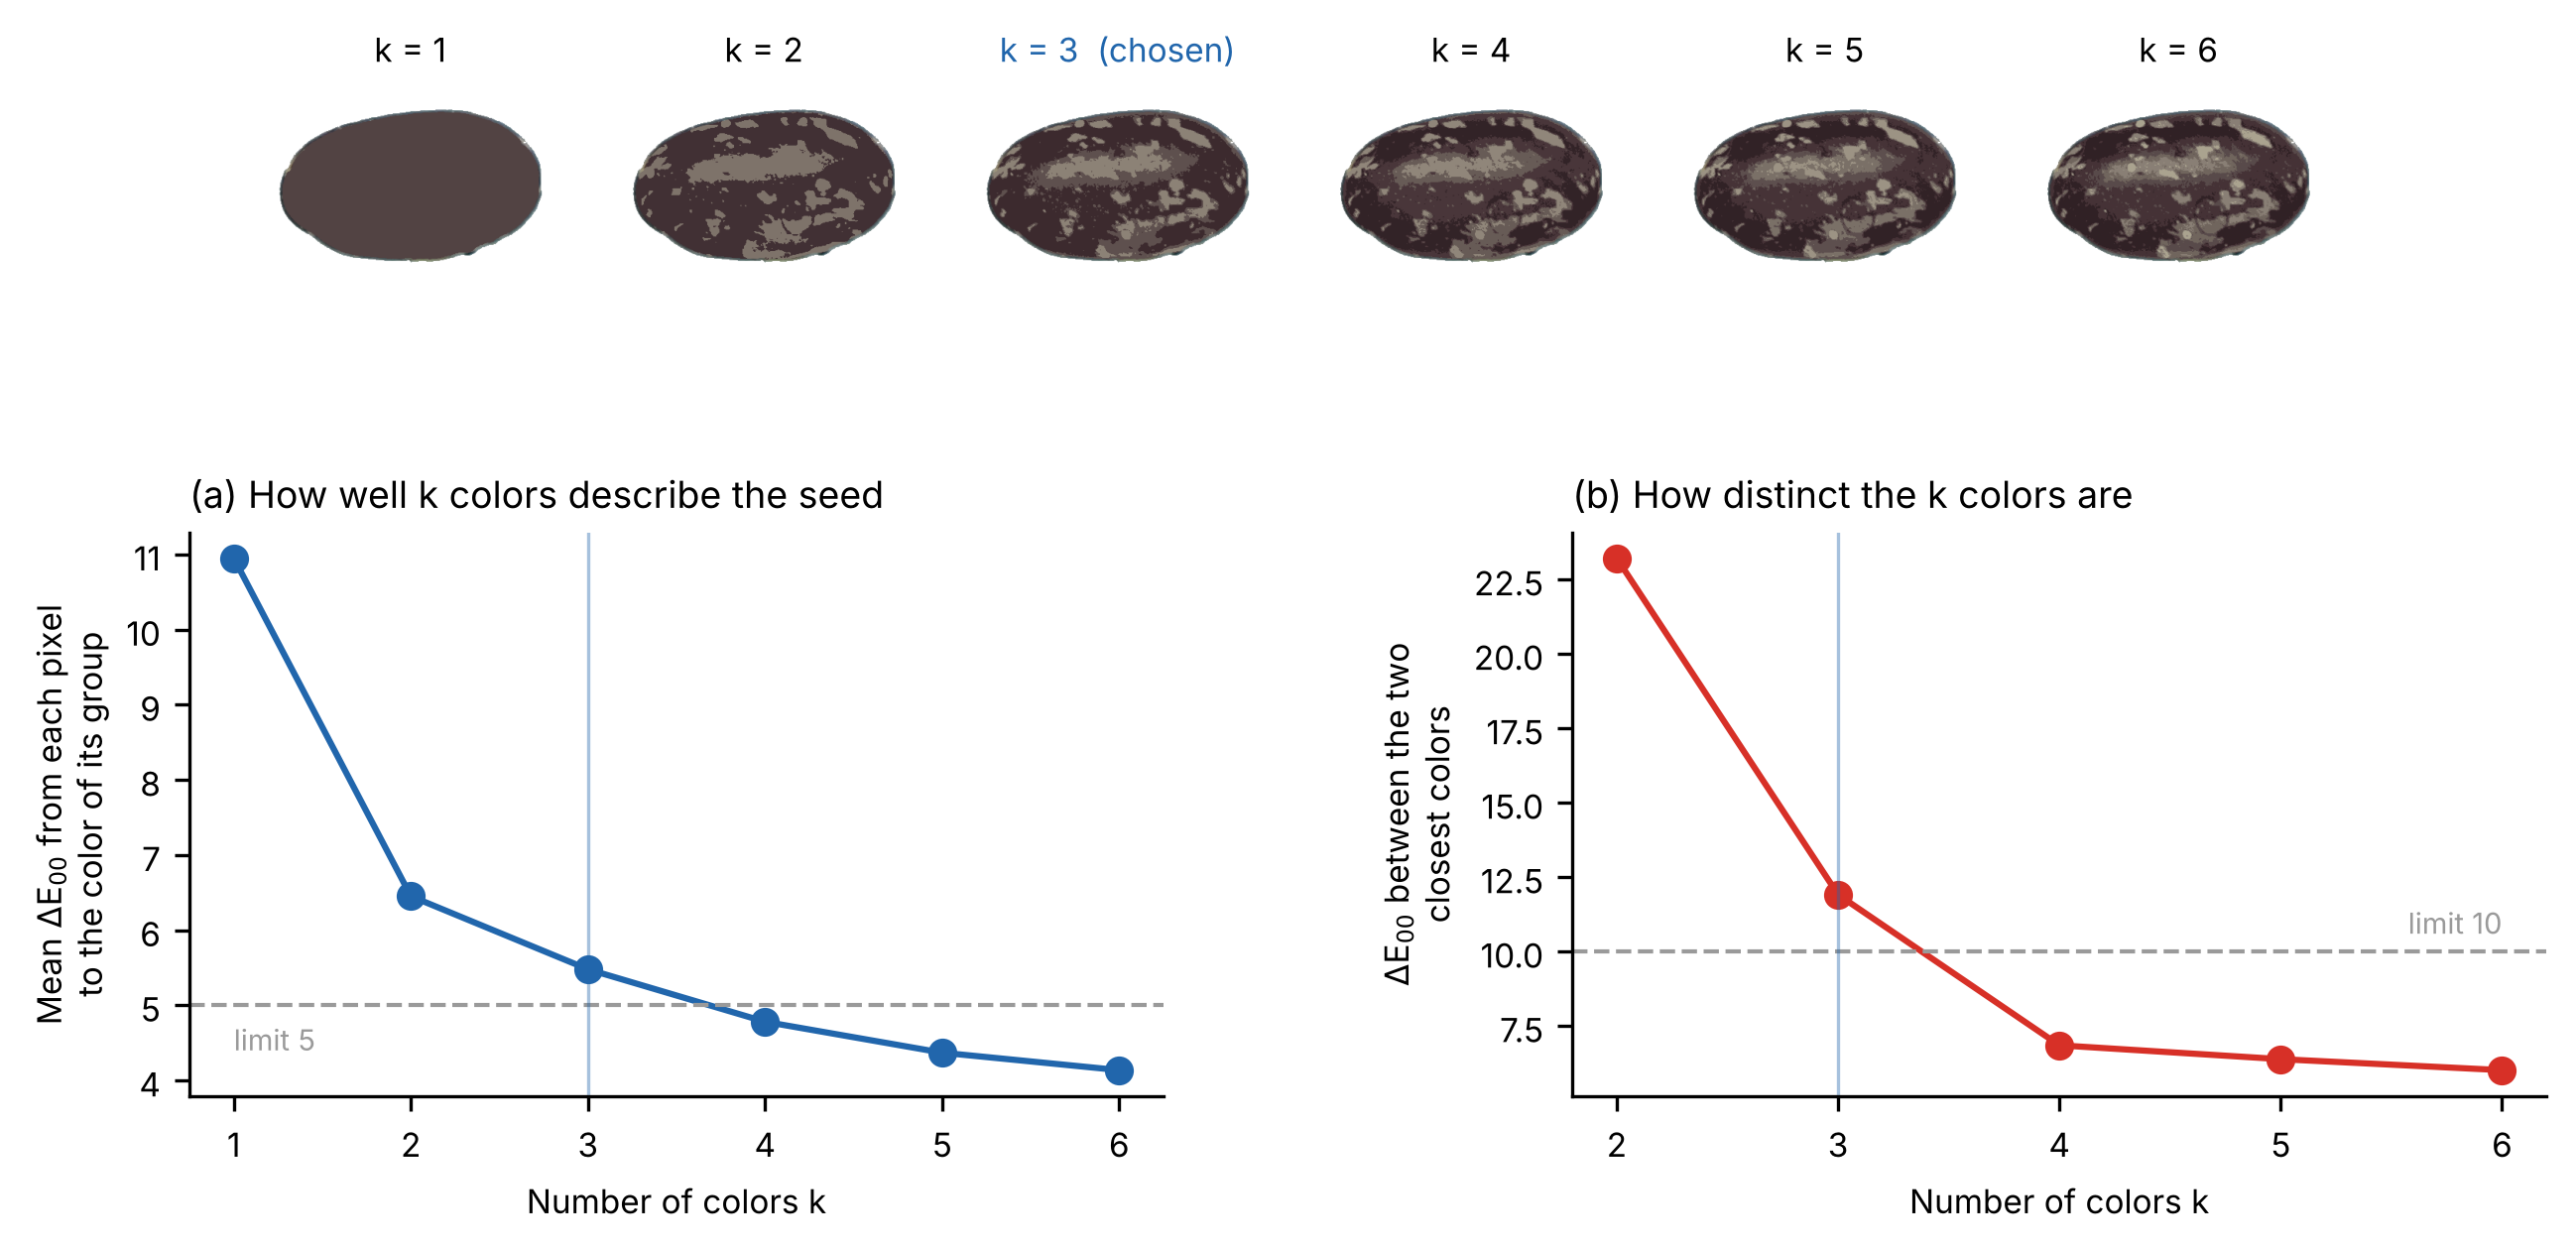 k = 1
k = 2
k = 3 (chosen)
k = 4
k = 5
k = 6
(a) How well k colors describe the seed
Mean ΔE00 from each pixel
to the color of its group
11
10
9
8
7
6
5
4
limit 5
1
2
3
4
5
6
Number of colors k
(b) How distinct the k colors are
ΔE00 between the two
closest colors
22.5
20.0
17.5
15.0
12.5
10.0
7.5
limit 10
2
3
4
5
6
Number of colors k